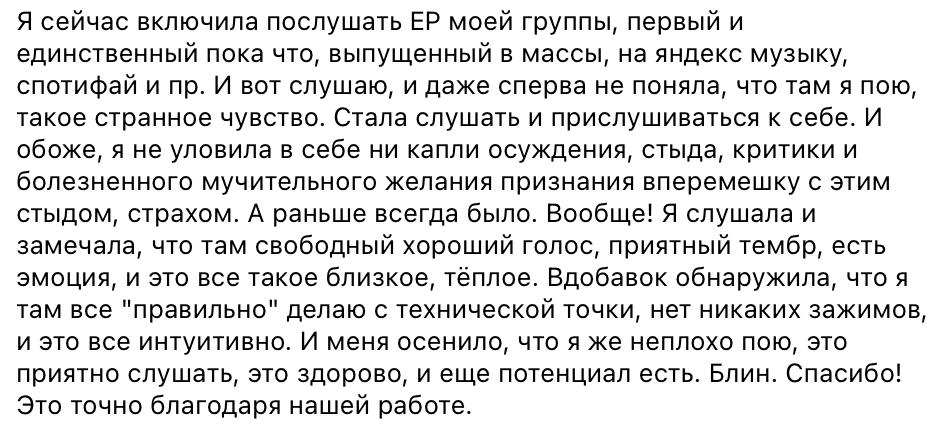 Я сейчас включила послушать EP моей группы, первый и
единственный пока что, выпущенный в массы, на яндекс музыку,
спотифай и пр. И вот слушаю, и даже сперва не поняла, что там я пою,
такое странное чувство. Стала слушать и прислушиваться к себе. И
обоже, я не уловила в себе ни капли осуждения, стыда, критики и
болезненного мучительного желания признания вперемешку с этим
стыдом, страхом. А раньше всегда было. Вообще! Я слушала и
замечала, что там свободный хороший голос, приятный тембр, есть
эмоция, и это все такое близкое, тёплое. Вдобавок обнаружила, что я
там все "правильно" делаю с технической точки, нет никаких зажимов,
и это все интуитивно. И меня осенило, что я же неплохо пою, это
приятно слушать, это здорово, и еще потенциал есть. Блин. Спасибо!
Это точно благодаря нашей работе.